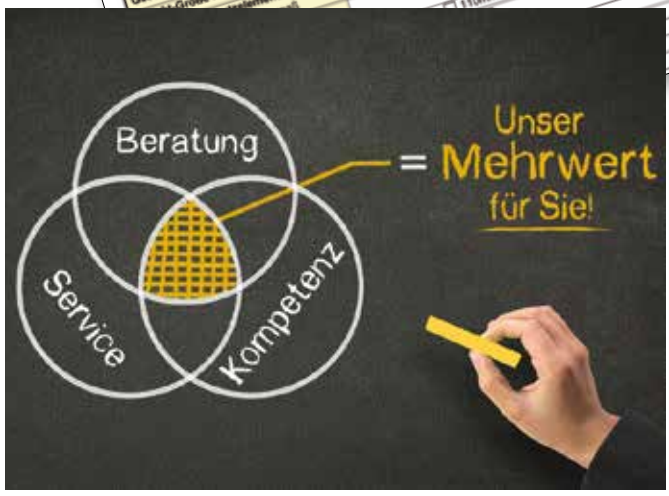 Beratung
Service
Kompetenz
= Unser
Mehrwert
für Sie!